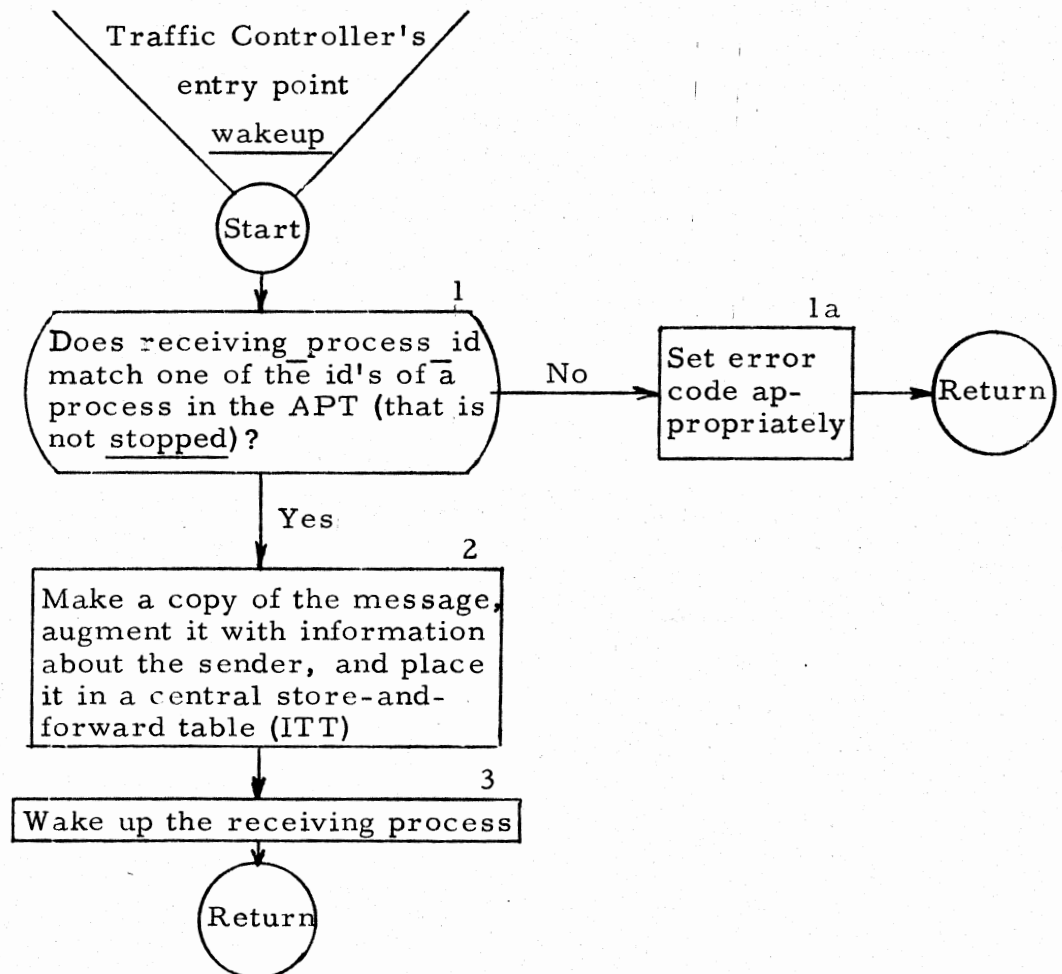 Traffic Controller's
entry point
wakeup
Start
1
Does receiving_process_id
match one of the id's of a
process in the APT (that is
not stopped)?
No
1a
Set error
code ap-
propriately
Return
Yes
2
Make a copy of the message,
augment it with information
about the sender, and place
it in a central store-and-
forward table (ITT)
3
Wake up the receiving process
Return